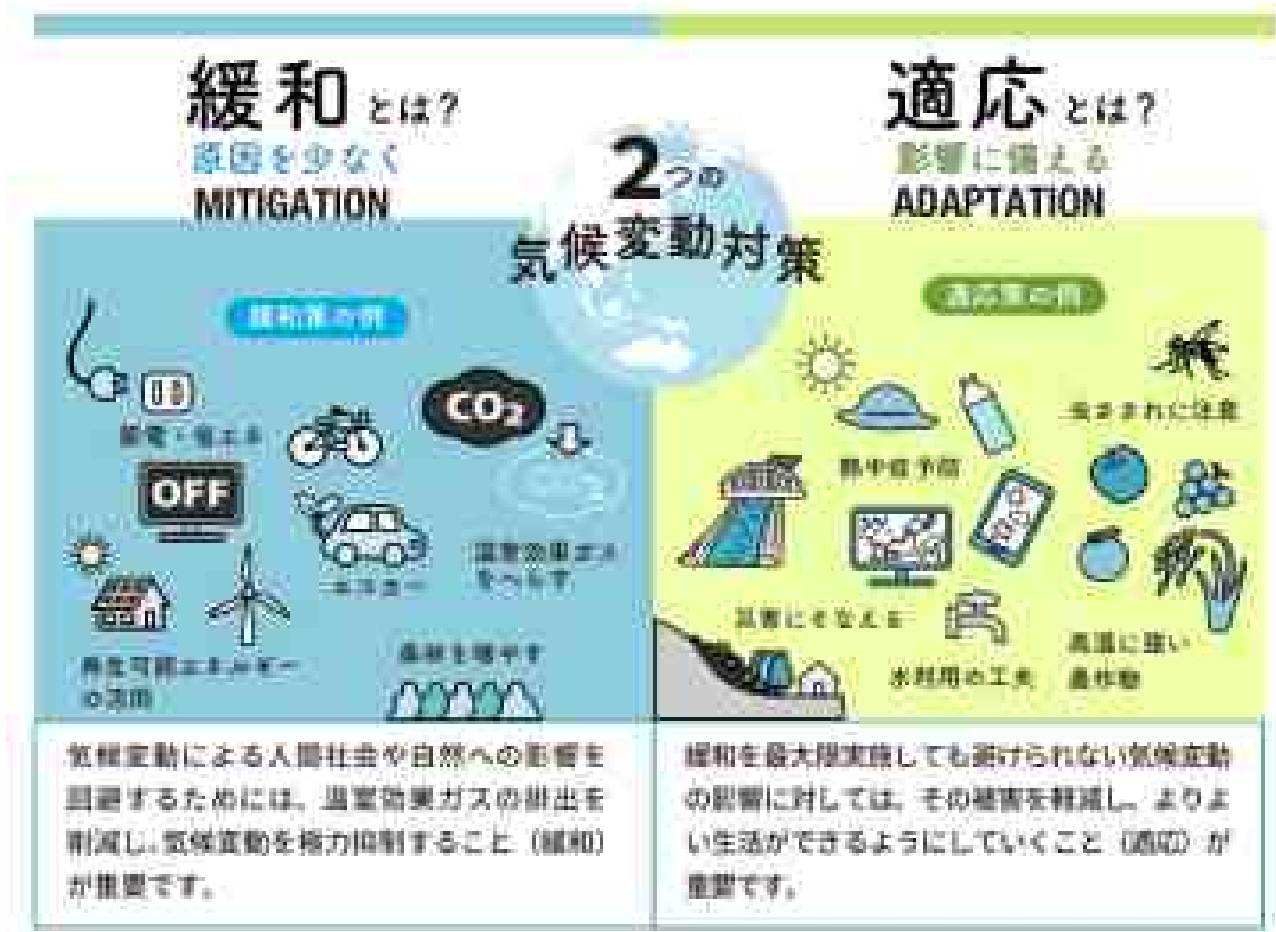 緩和とは?
原因を少なく
MITIGATION
2つの
気候変動対策
適応とは?
影響に備える
ADAPTATION
緩和策の例
節電・省エネ
OFF
CO2
エコカー
温室効果ガス
をへらす
再生可能エネルギー
の活用
森林を増やす
適応策の例
虫さされに注意
熱中症予防
災害にそなえる
水利用の工夫
高温に強い
農作物
気候変動による人間社会や自然への影響を
回避するためには、温室効果ガスの排出を
削減し、気候変動を極力抑制すること（緩和）
が重要です。
緩和を最大限実施しても避けられない気候変動
の影響に対しては、その被害を軽減し、よりよ
い生活ができるようにしていくこと（適応）が
重要です。